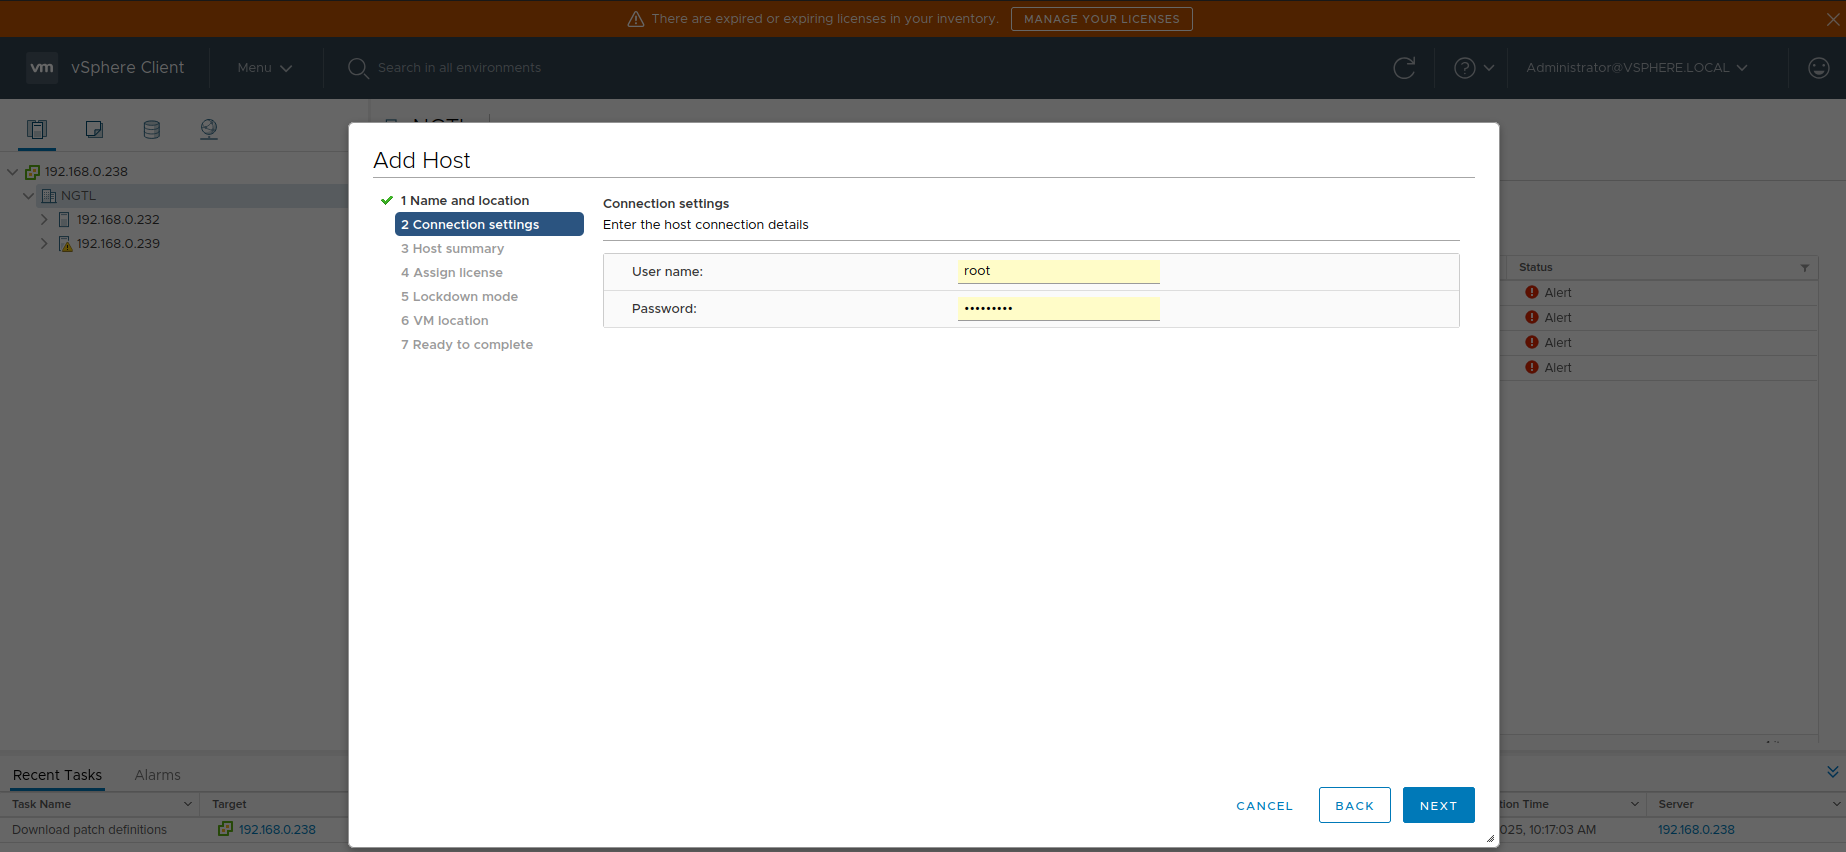 There are expired or expiring licenses in your inventory. MANAGE YOUR LICENSES
vm vSphere Client Menu Search in all environments Administrator@VSPHERE.LOCAL
192.168.0.238
NGTL
192.168.0.232
192.168.0.239
Add Host
1 Name and location
2 Connection settings
3 Host summary
4 Assign license
5 Lockdown mode
6 VM location
7 Ready to complete
Connection settings
Enter the host connection details
User name: root
Password: •••••••••
CANCEL BACK NEXT
Status
Alert
Alert
Alert
Alert
Recent Tasks Alarms
Task Name Target tion Time Server
Download patch definitions 192.168.0.238 025, 10:17:03 AM 192.168.0.238